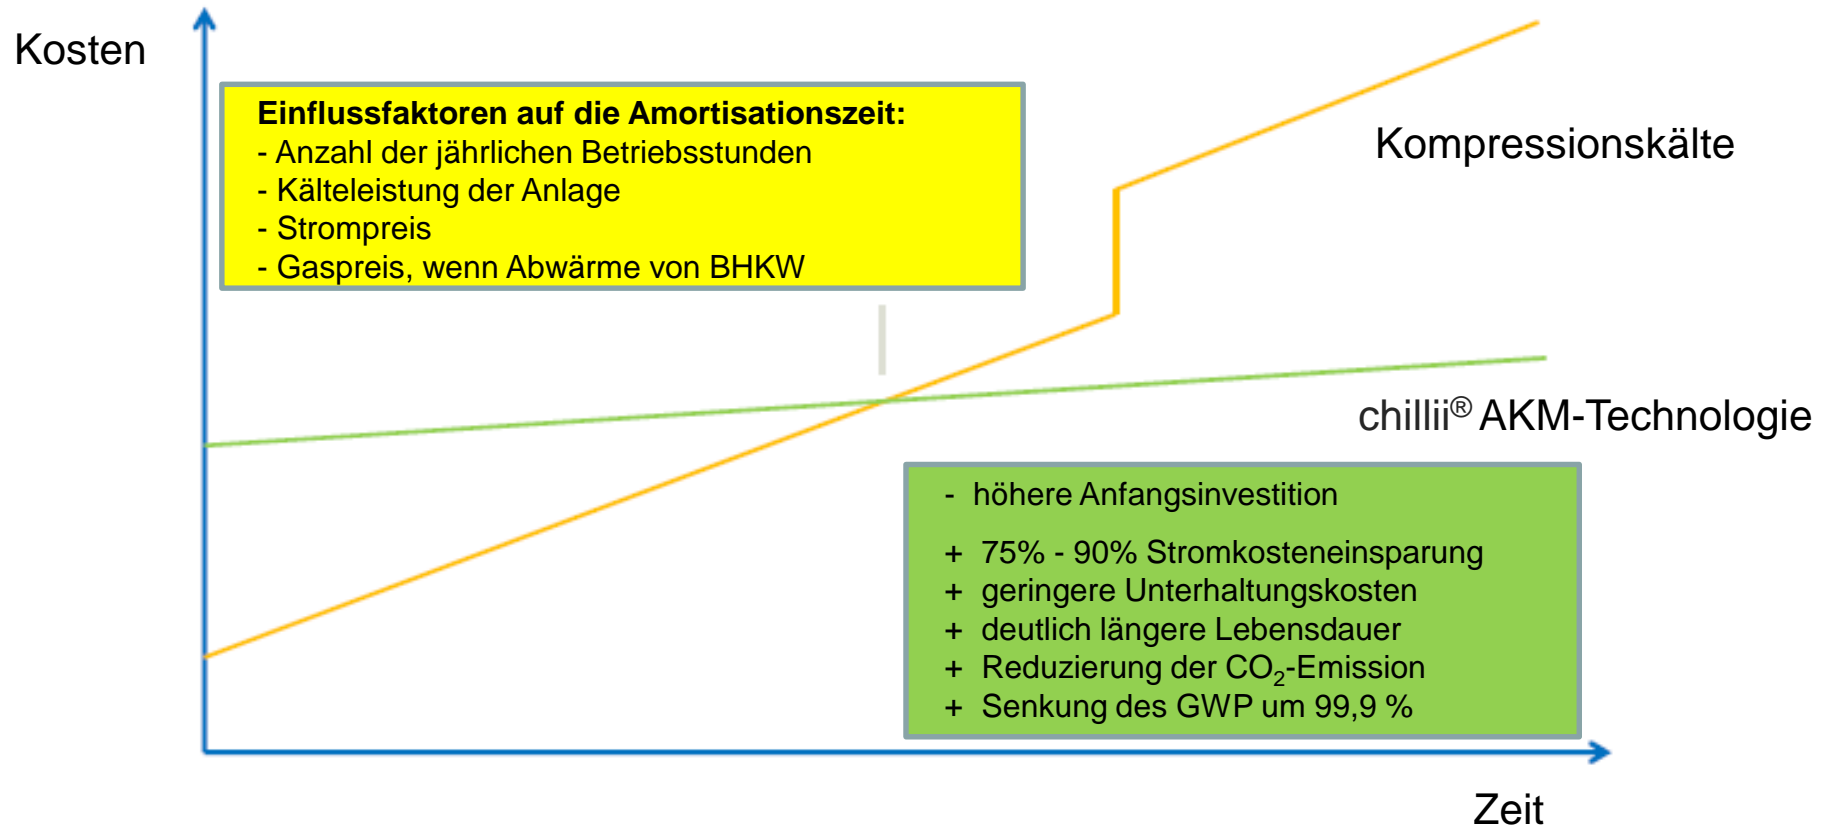 Kosten
Einflussfaktoren auf die Amortisationszeit:
- Anzahl der jährlichen Betriebsstunden
- Kälteleistung der Anlage
- Strompreis
- Gaspreis, wenn Abwärme von BHKW
Kompressionskälte
chillii® AKM-Technologie
- höhere Anfangsinvestition
+ 75% - 90% Stromkosteneinsparung
+ geringere Unterhaltungskosten
+ deutlich längere Lebensdauer
+ Reduzierung der CO₂-Emission
+ Senkung des GWP um 99,9 %
Zeit